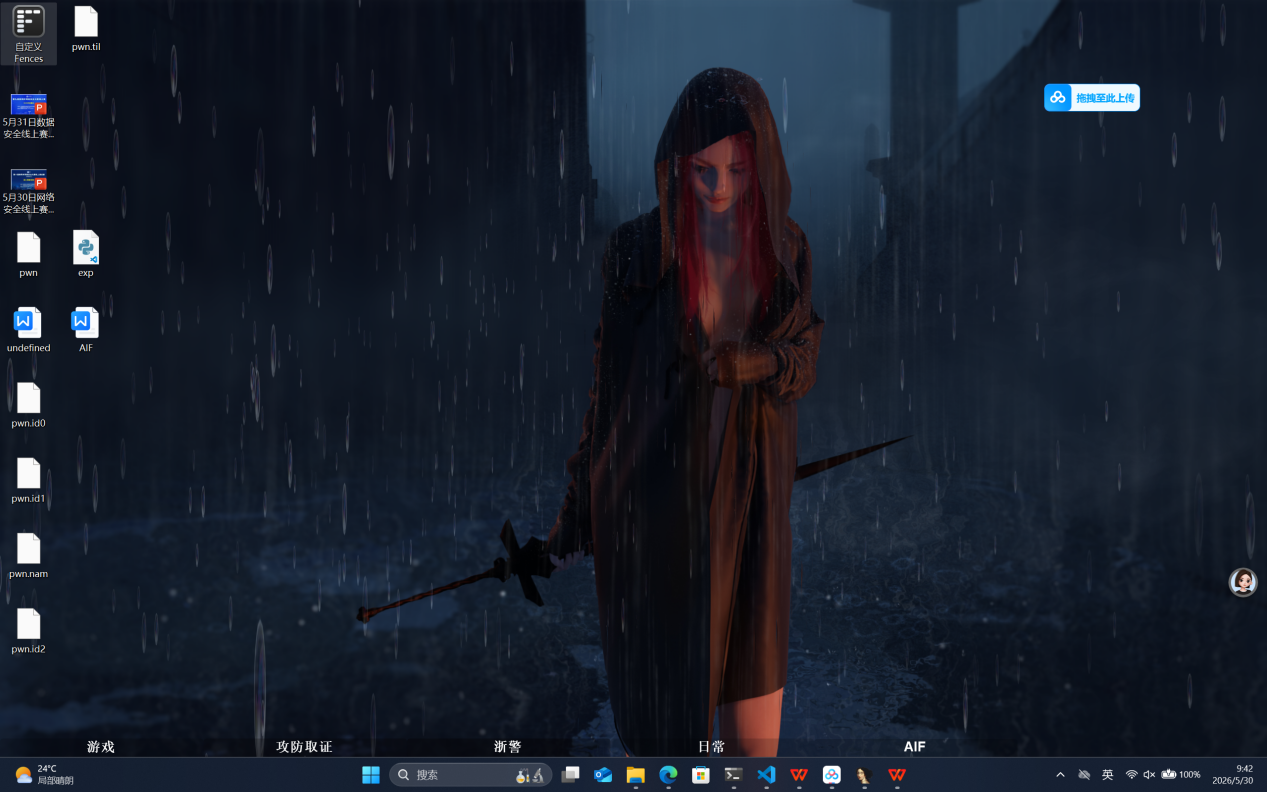 自定义
Fences
pwn.til
5月31日数据
安全线上赛...
5月30日网络
安全线上赛...
pwn
exp
undefined
AIF
pwn.id0
pwn.id1
pwn.nam
pwn.id2
拖拽至此上传
游戏
攻防取证
浙警
日常
AIF
24°C
局部晴朗
搜索
英
100%
9:42
2026/5/30